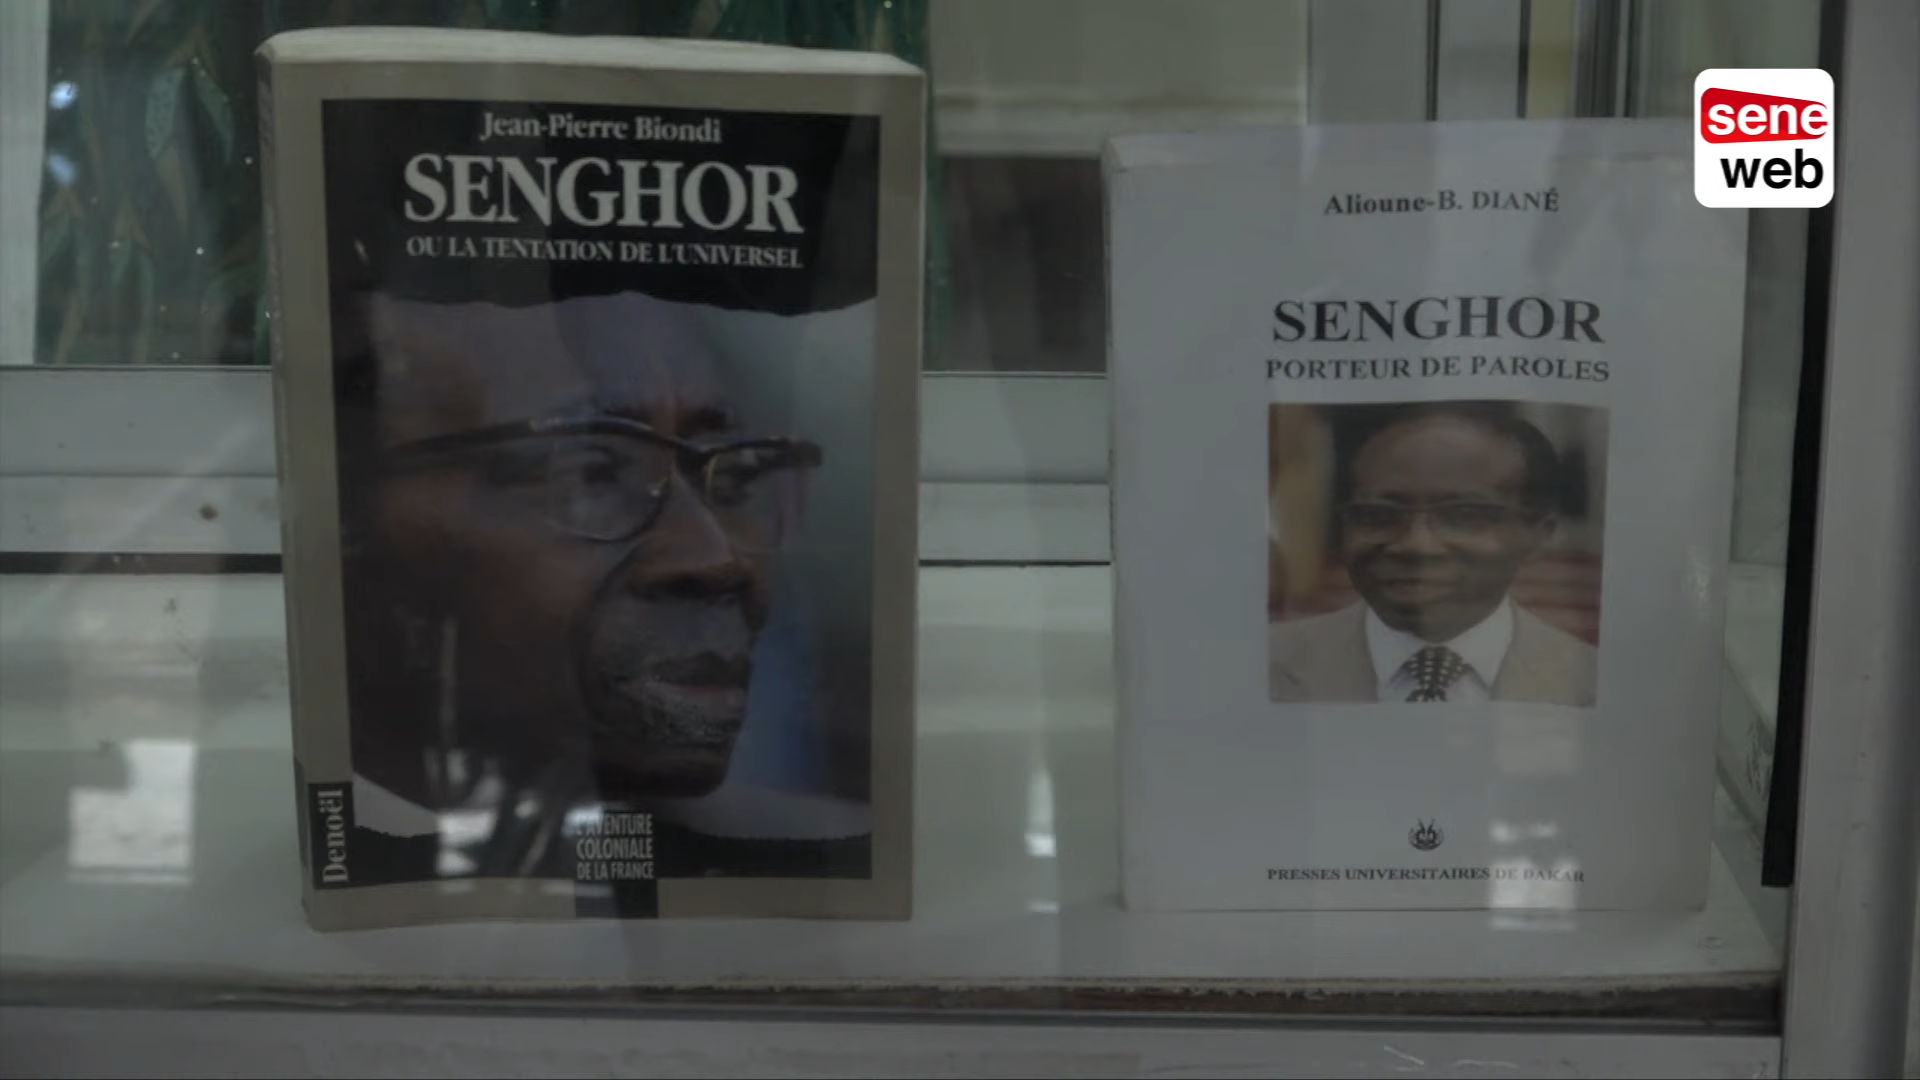 Jean-Pierre Biondi
SENGHOR
OU LA TENTATION DE L'UNIVERSEL
Denoël
L'AVENTURE
COLONIALE
DE LA FRANCE
Alioune-B. DIANÉ
SENGHOR
PORTEUR DE PAROLES
PRESSES UNIVERSITAIRES DE DAKAR
sene
web